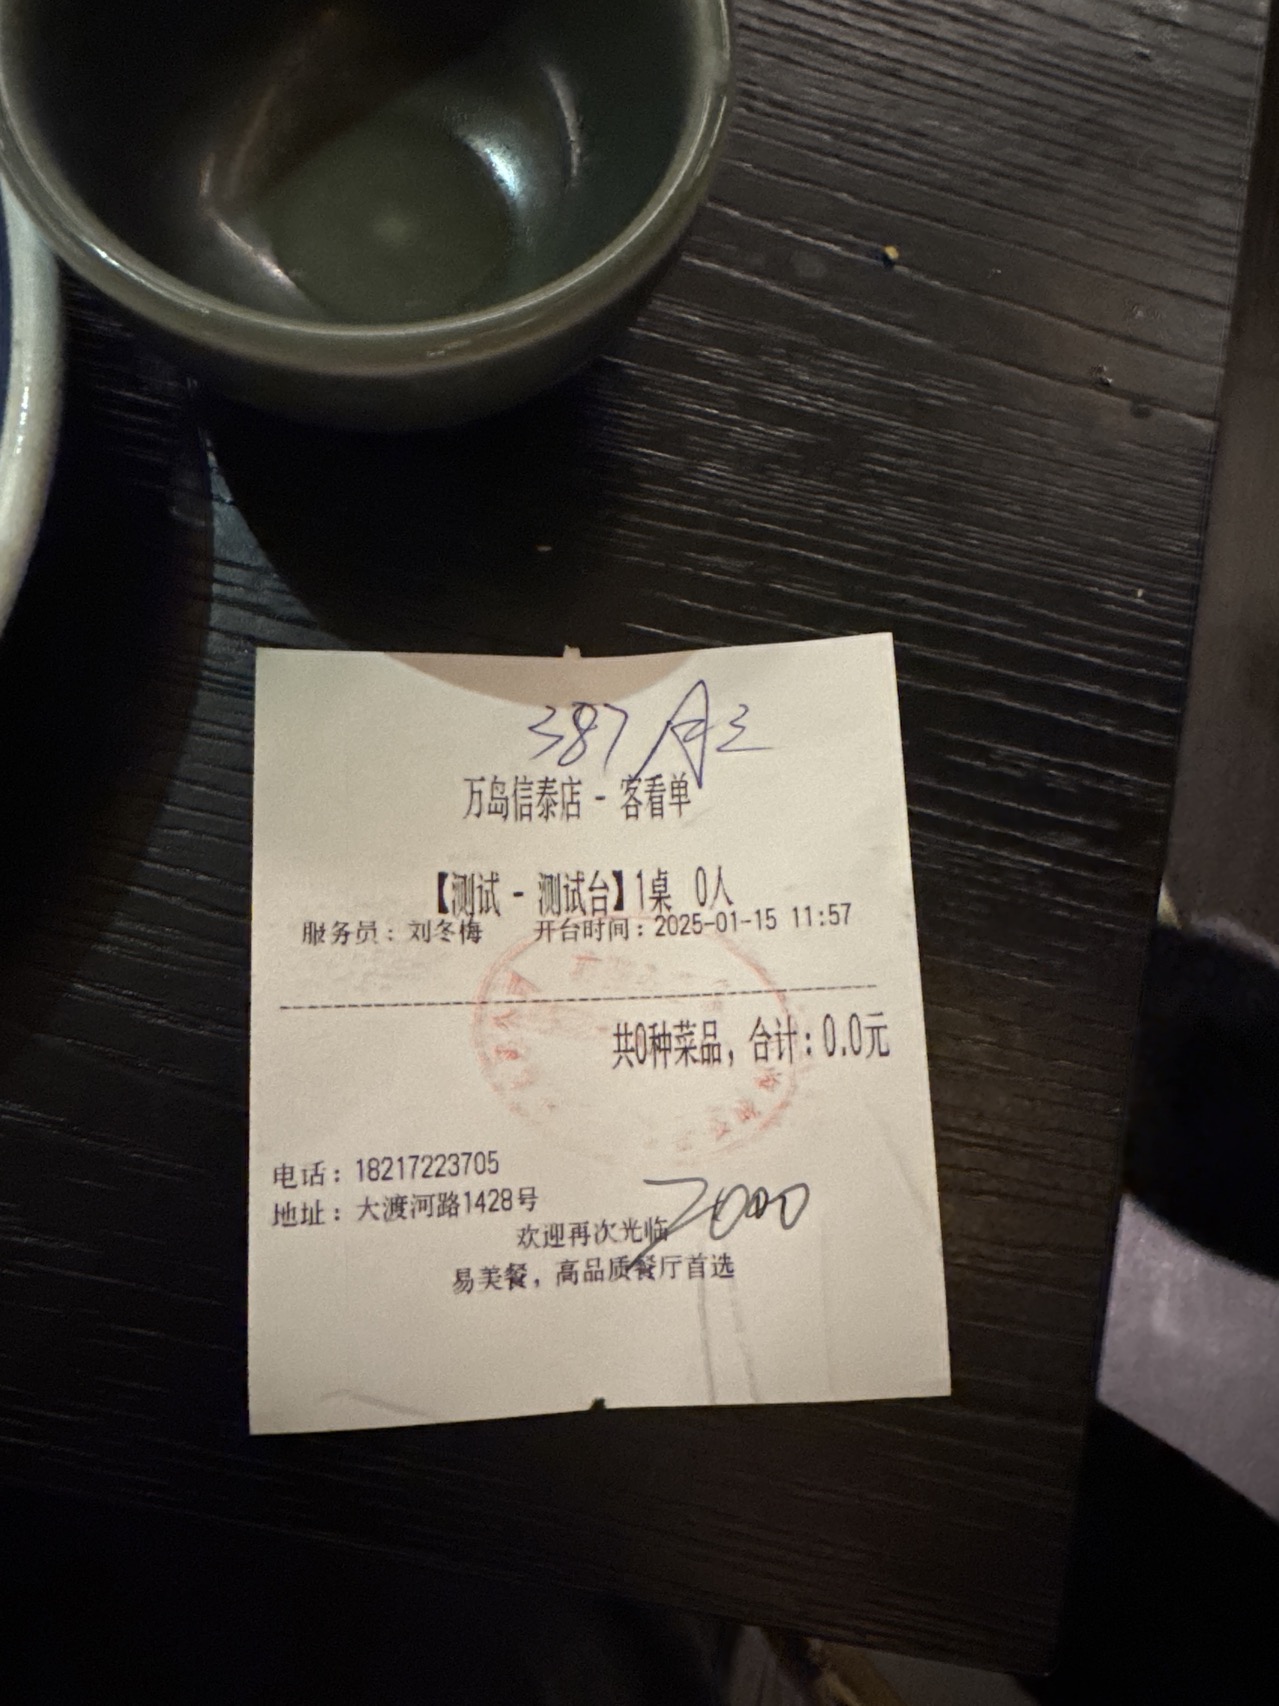 387
万岛信泰店 - 客看单
【测试 - 测试台】1桌 0人
服务员：刘冬梅 开台时间：2025-01-15 11:57
共0种菜品，合计：0.0元
电话：18217223705
地址：大渡河路1428号
2000
欢迎再次光临
易美餐，高品质餐厅首选